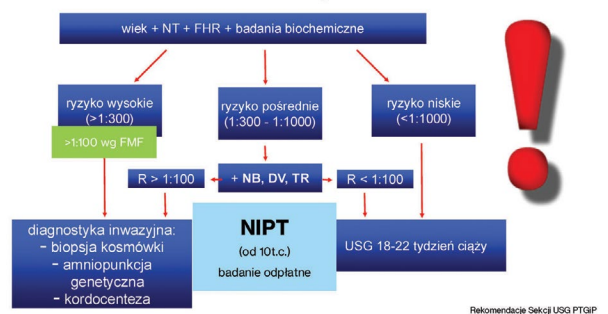 wiek + NT + FHR + badania biochemiczne
ryzyko wysokie
(>1:300)
>1:100 wg FMF
ryzyko pośrednie
(1:300 - 1:1000)
ryzyko niskie
(<1:1000)
R > 1:100
+ NB, DV, TR
R < 1:100
diagnostyka inwazyjna:
- biopsja kosmówki
- amniopunkcja
genetyczna
- kordocenteza
NIPT
(od 10t.c.)
badanie odpłatne
USG 18-22 tydzień ciąży
Rekomendacje Sekcji USG PTGiP